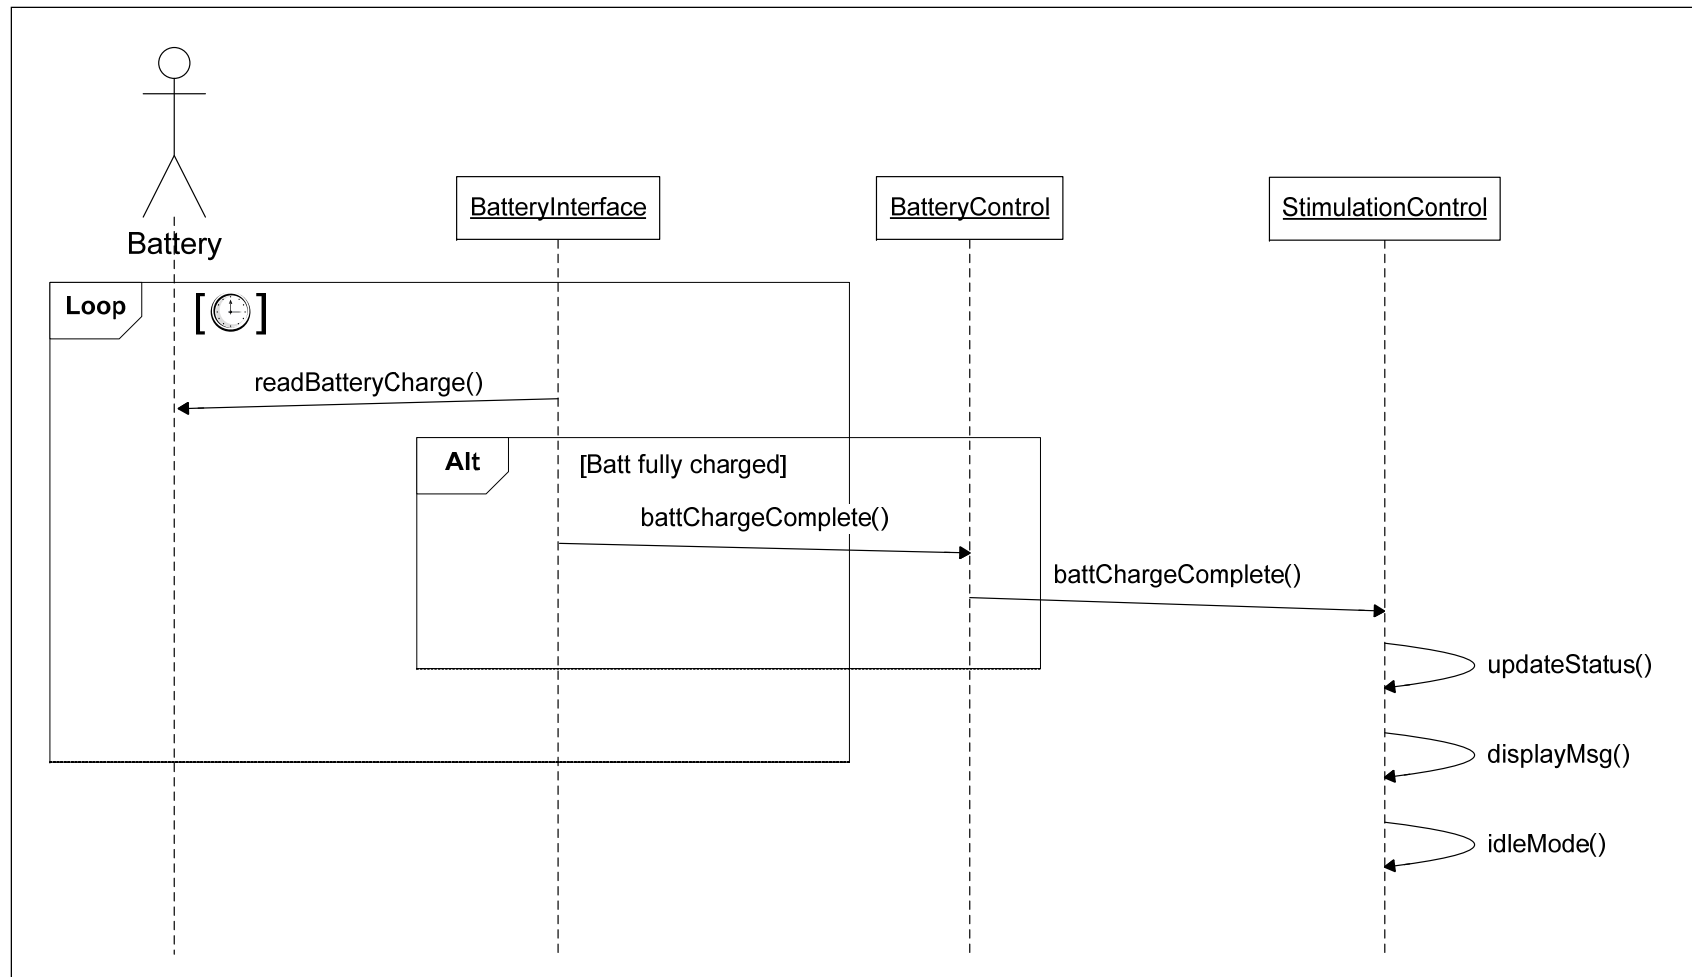 BatteryInterface
BatteryControl
StimulationControl
Battery
Loop
[ ]
readBatteryCharge()
Alt
[Batt fully charged]
battChargeComplete()
battChargeComplete()
updateStatus()
displayMsg()
idleMode()